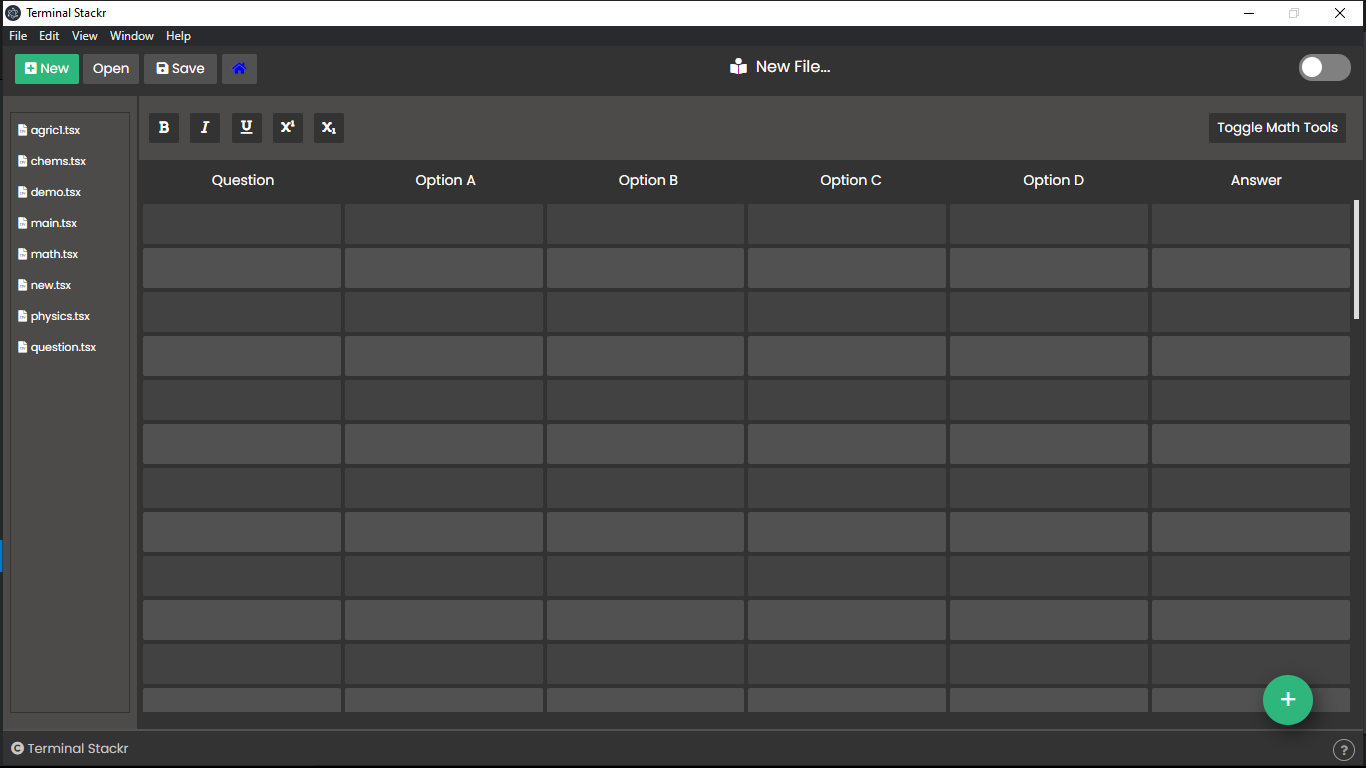 Terminal Stackr
File Edit View Window Help
New Open Save
New File...
agric1.tsx
chems.tsx
demo.tsx
main.tsx
math.tsx
new.tsx
physics.tsx
question.tsx
B I U X¹ X₁
Toggle Math Tools
Question Option A Option B Option C Option D Answer
+
© Terminal Stackr
?